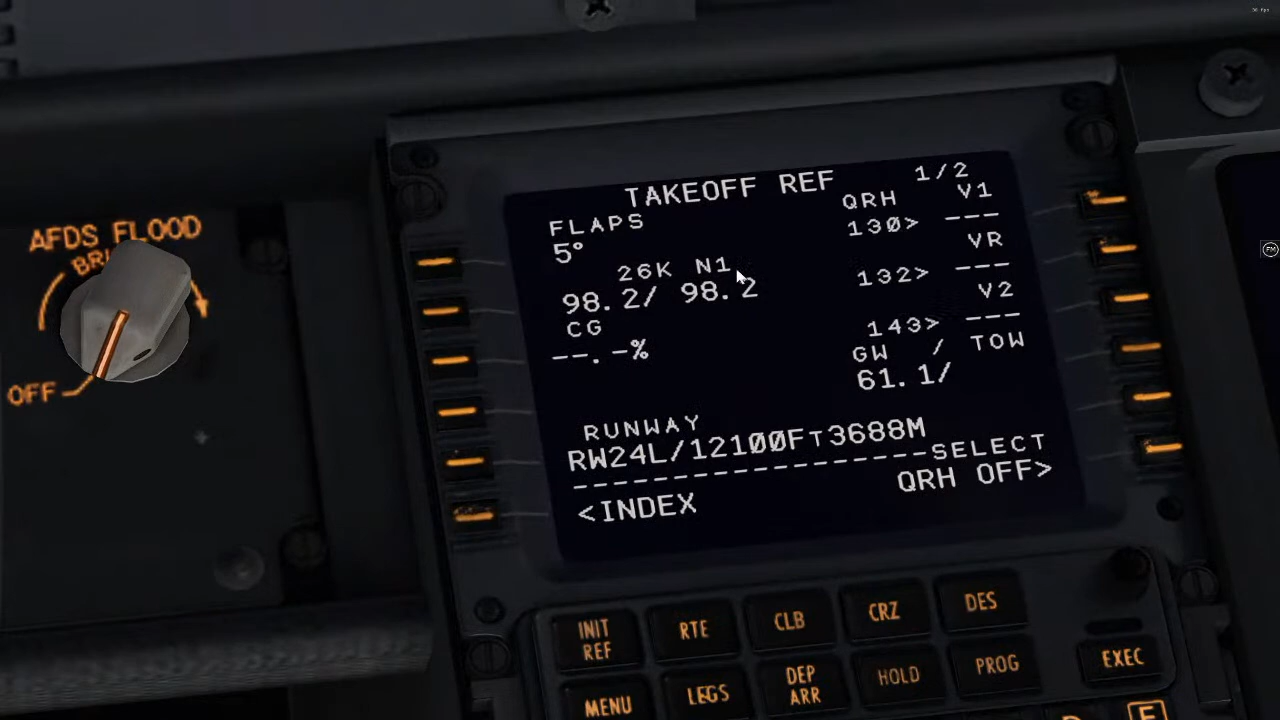 AFDS FLOOD
BRI
OFF
TAKEOFF REF 1/2
FLAPS QRH V1
5° 130> ---
26K N1 VR
98.2/ 98.2 132> ---
CG V2
--.-% 143> ---
GW / TOW
61.1/
RUNWAY
RW24L/12100FT3688M
----------------SELECT
<INDEX QRH OFF>
INIT REF
RTE
CLB
CRZ
DES
MENU
LEGS
DEP ARR
HOLD
PROG
EXEC
E
FM